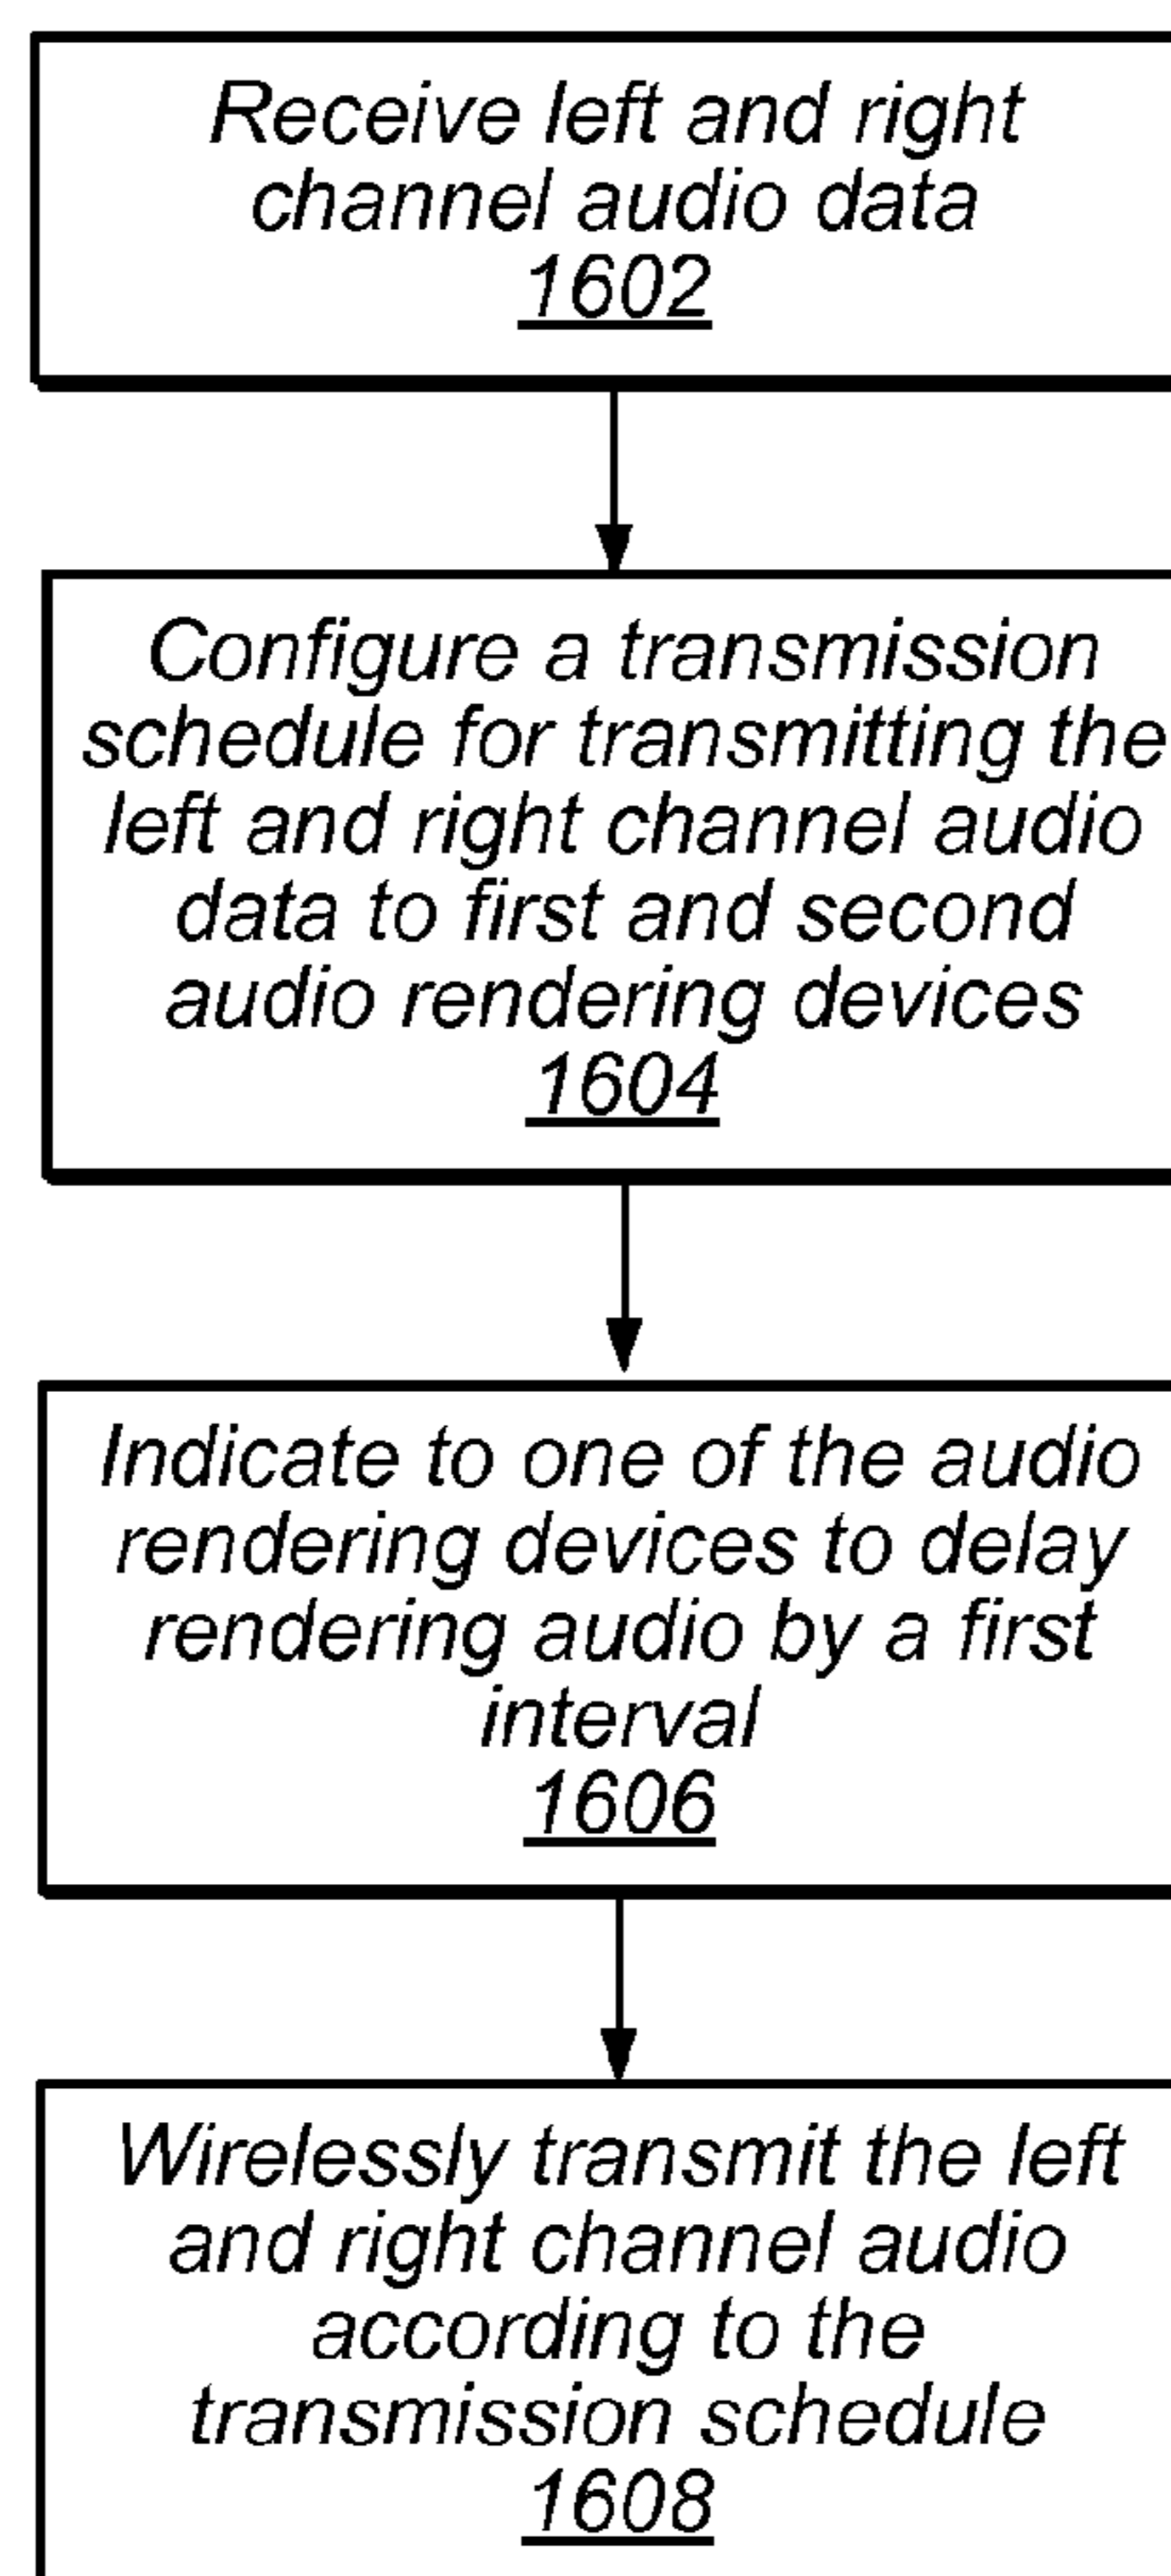 Receive left and right
channel audio data
1602
Configure a transmission
schedule for transmitting the
left and right channel audio
data to first and second
audio rendering devices
1604
Indicate to one of the audio
rendering devices to delay
rendering audio by a first
interval
1606
Wirelessly transmit the left
and right channel audio
according to the
transmission schedule
1608